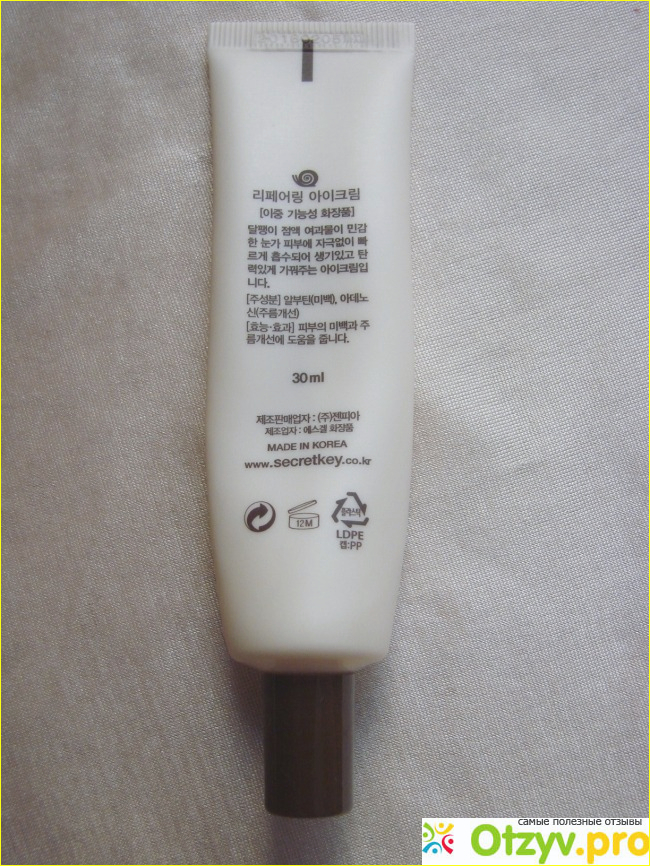 리페어링 아이크림
[이중 기능성 화장품]
달팽이 점액 여과물이 민감
한 눈가 피부에 자극없이 빠
르게 흡수되어 생기있고 탄
력있게 가꿔주는 아이크림입
니다.
[주성분] 알부틴(미백), 아데노
신(주름개선)
[효능·효과] 피부의 미백과 주
름개선에 도움을 줍니다.
30ml
제조판매업자 : (주)젠피아
제조업자 : 에스겔 화장품
MADE IN KOREA
www.secretkey.co.kr
12M
플라스틱
LDPE
캡:PP
самые полезные отзывы
Otzyv.pro